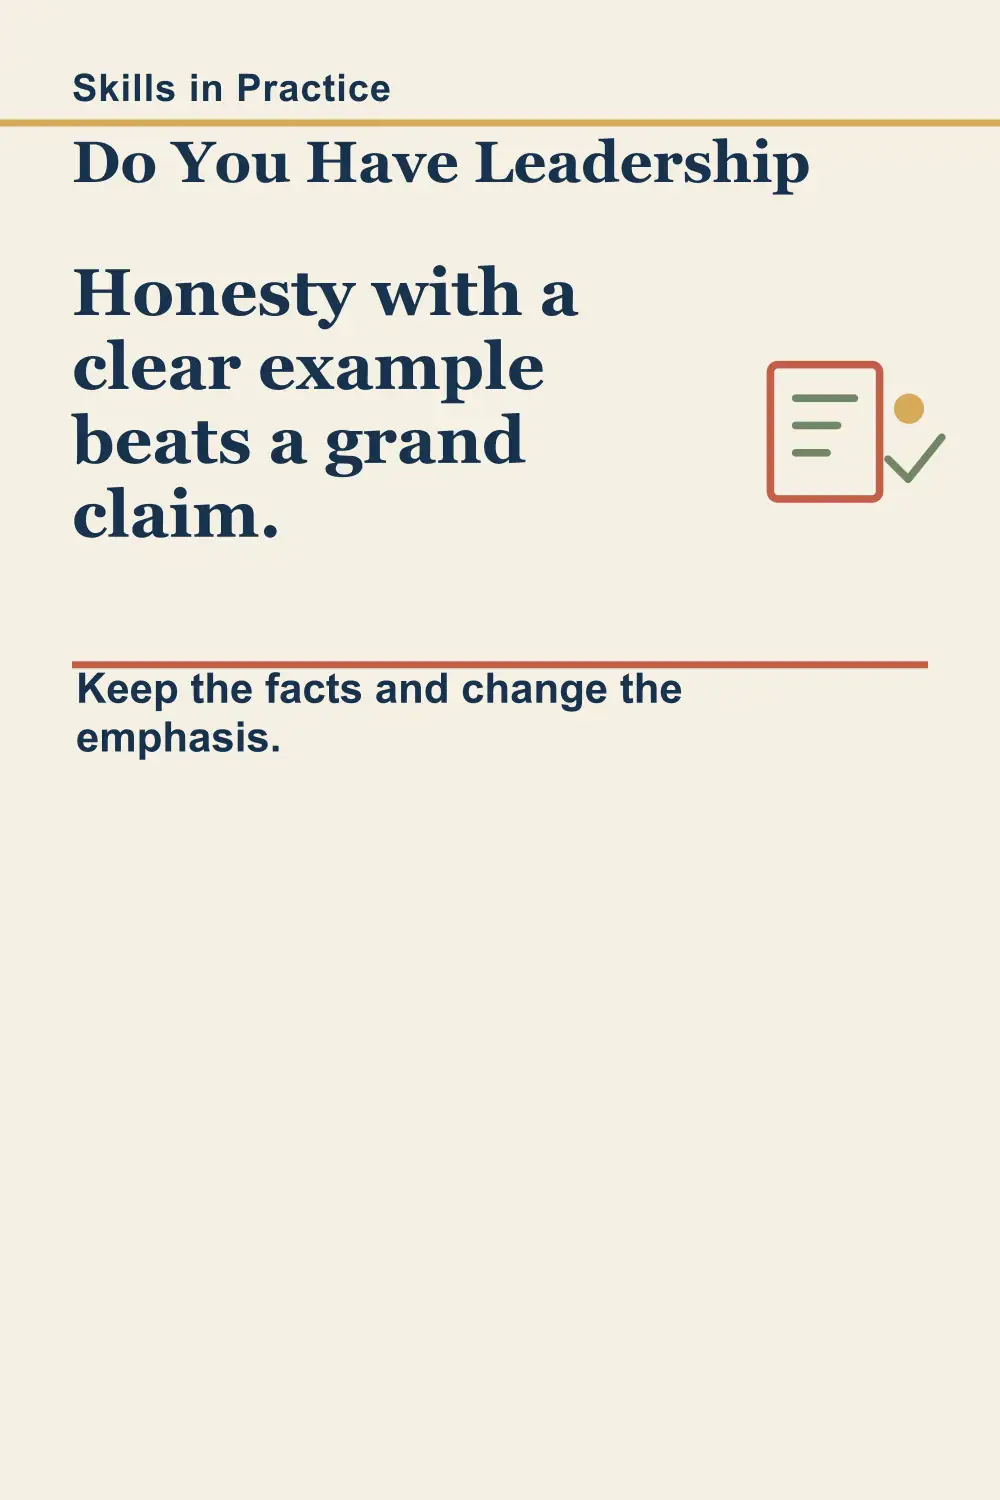 Skills in Practice
Do You Have Leadership
Honesty with a
clear example
beats a grand
claim.
Keep the facts and change the
emphasis.